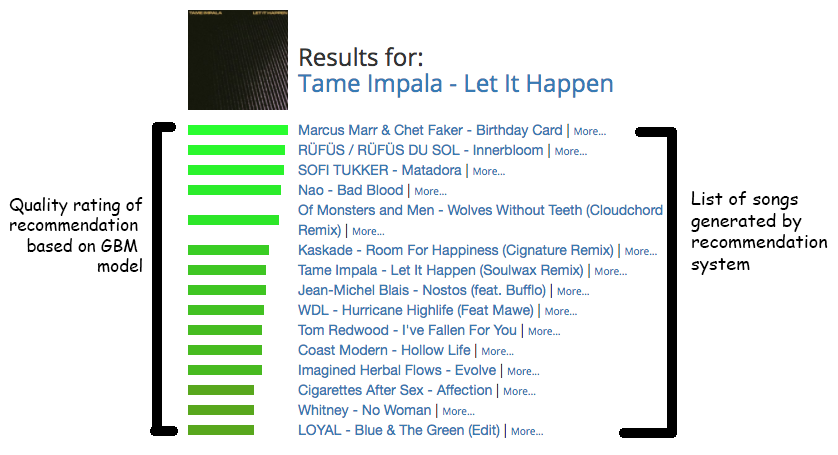 TAME IMPALA LET IT HAPPEN
Results for:
Tame Impala - Let It Happen
Marcus Marr & Chet Faker - Birthday Card | More...
RÜFÜS / RÜFÜS DU SOL - Innerbloom | More...
SOFI TUKKER - Matadora | More...
Nao - Bad Blood | More...
Of Monsters and Men - Wolves Without Teeth (Cloudchord
Remix) | More...
Kaskade - Room For Happiness (Cignature Remix) | More...
Tame Impala - Let It Happen (Soulwax Remix) | More...
Jean-Michel Blais - Nostos (feat. Bufflo) | More...
WDL - Hurricane Highlife (Feat Mawe) | More...
Tom Redwood - I've Fallen For You | More...
Coast Modern - Hollow Life | More...
Imagined Herbal Flows - Evolve | More...
Cigarettes After Sex - Affection | More...
Whitney - No Woman | More...
LOYAL - Blue & The Green (Edit) | More...
Quality rating of
recommendation
based on GBM
model
List of songs
generated by
recommendation
system